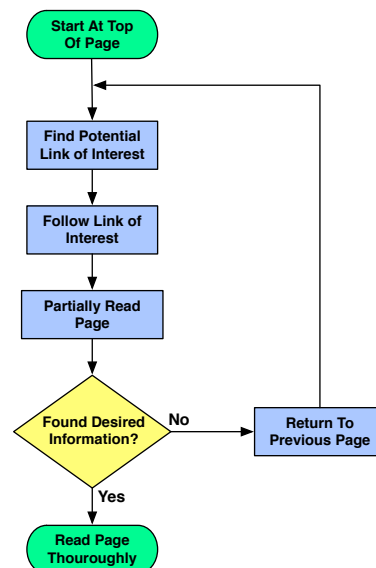 Start At Top
Of Page
Find Potential
Link of Interest
Follow Link of
Interest
Partially Read
Page
Found Desired
Information?
No
Return To
Previous Page
Yes
Read Page
Thouroughly